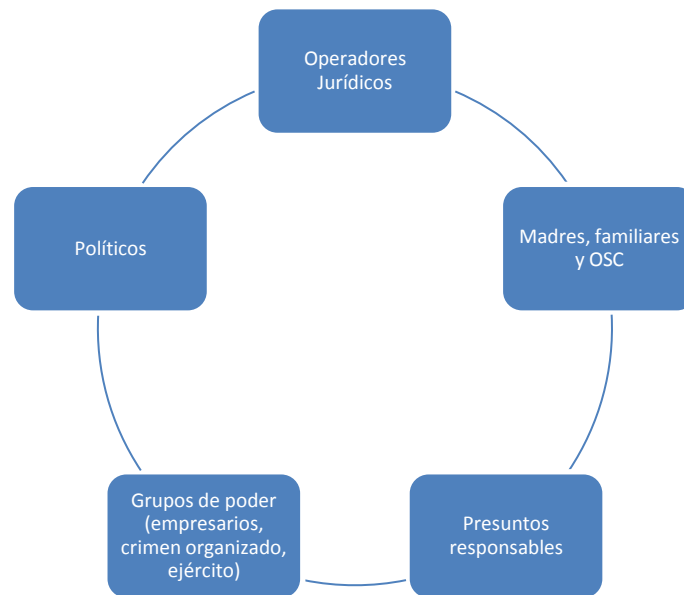 Operadores
Jurídicos
Madres, familiares
y OSC
Presuntos
responsables
Grupos de poder
(empresarios,
crimen organizado,
ejército)
Políticos